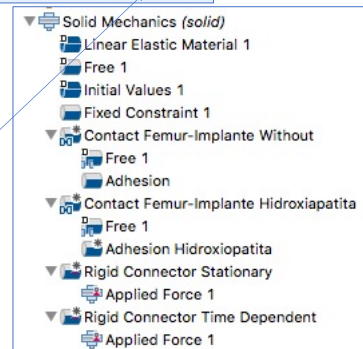 Solid Mechanics (solid)
Linear Elastic Material 1
Free 1
Initial Values 1
Fixed Constraint 1
Contact Femur-Implante Without
Free 1
Adhesion
Contact Femur-Implante Hidroxiapatita
Free 1
Adhesion Hidroxiopatita
Rigid Connector Stationary
Applied Force 1
Rigid Connector Time Dependent
Applied Force 1